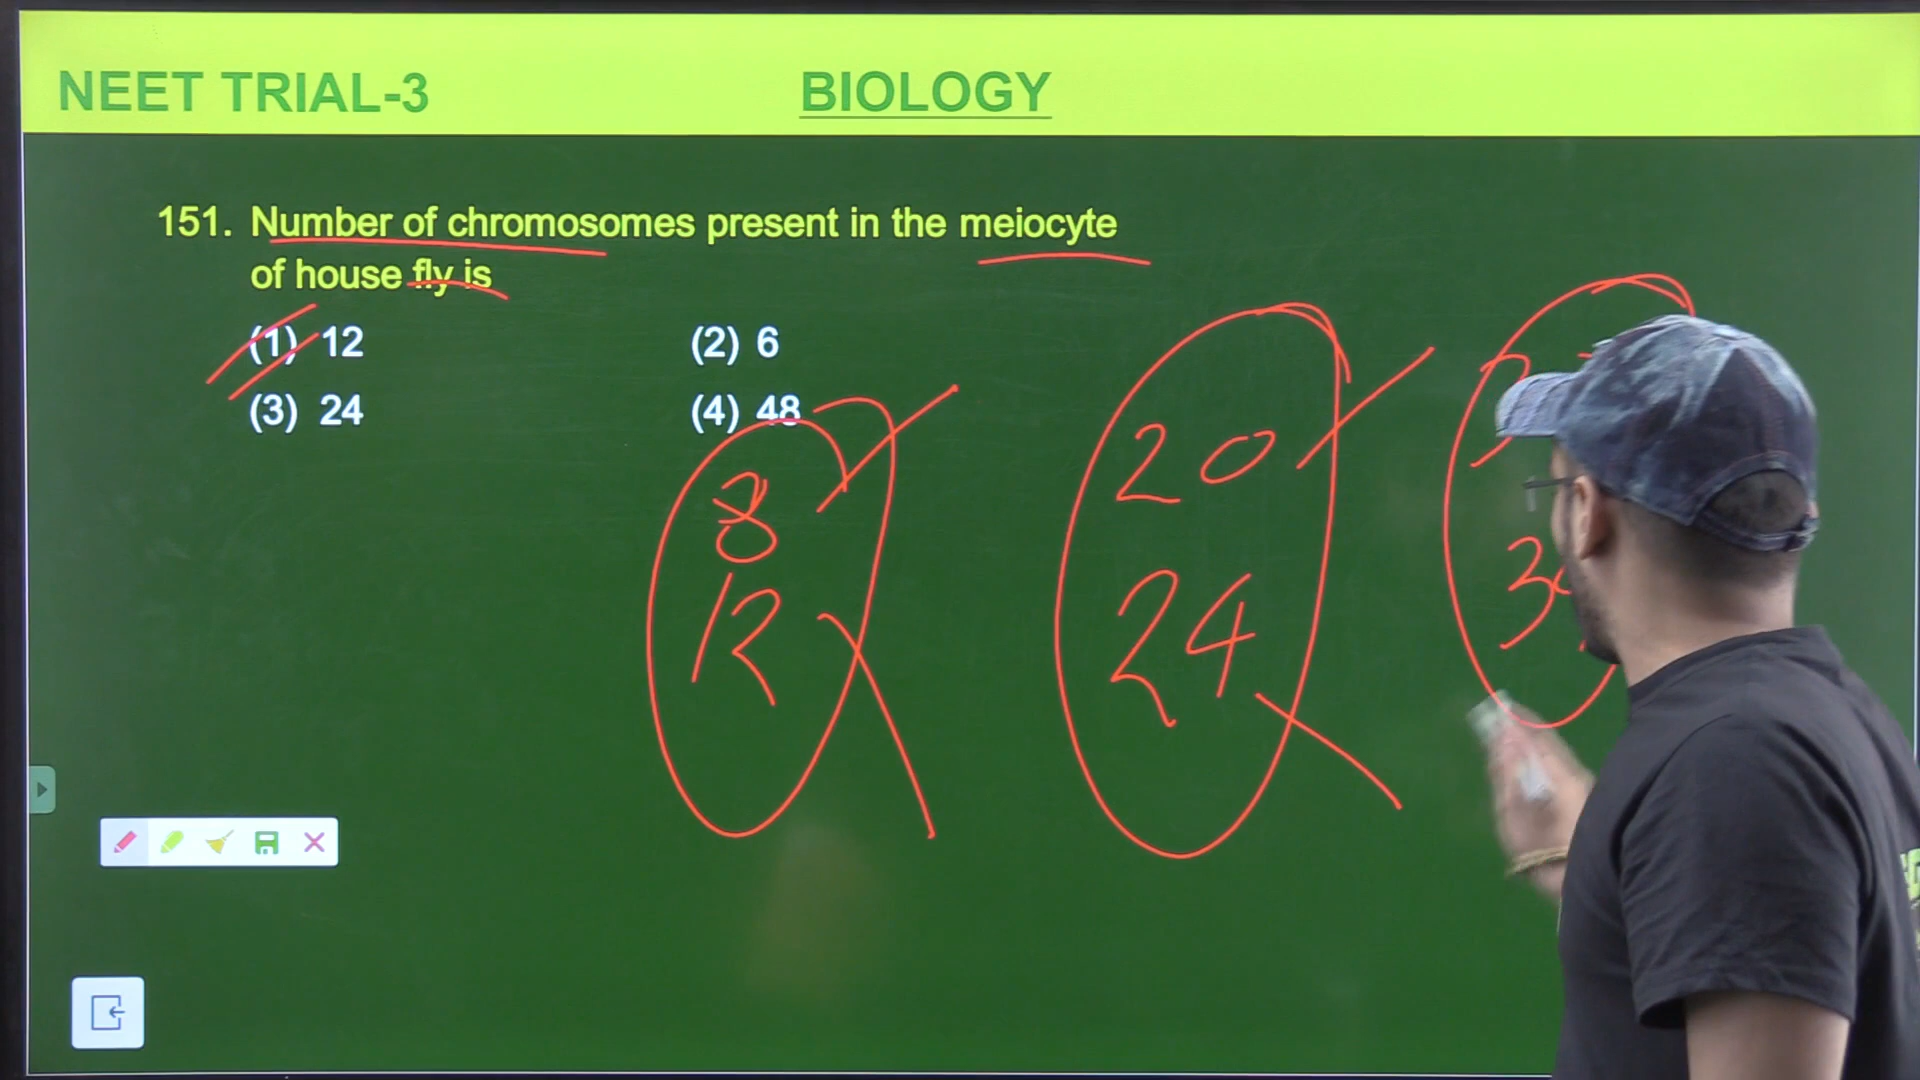 NEET TRIAL-3
BIOLOGY
151. Number of chromosomes present in the meiocyte
of house fly is
(1) 12
(2) 6
(3) 24
(4) 48
8
12
20
24